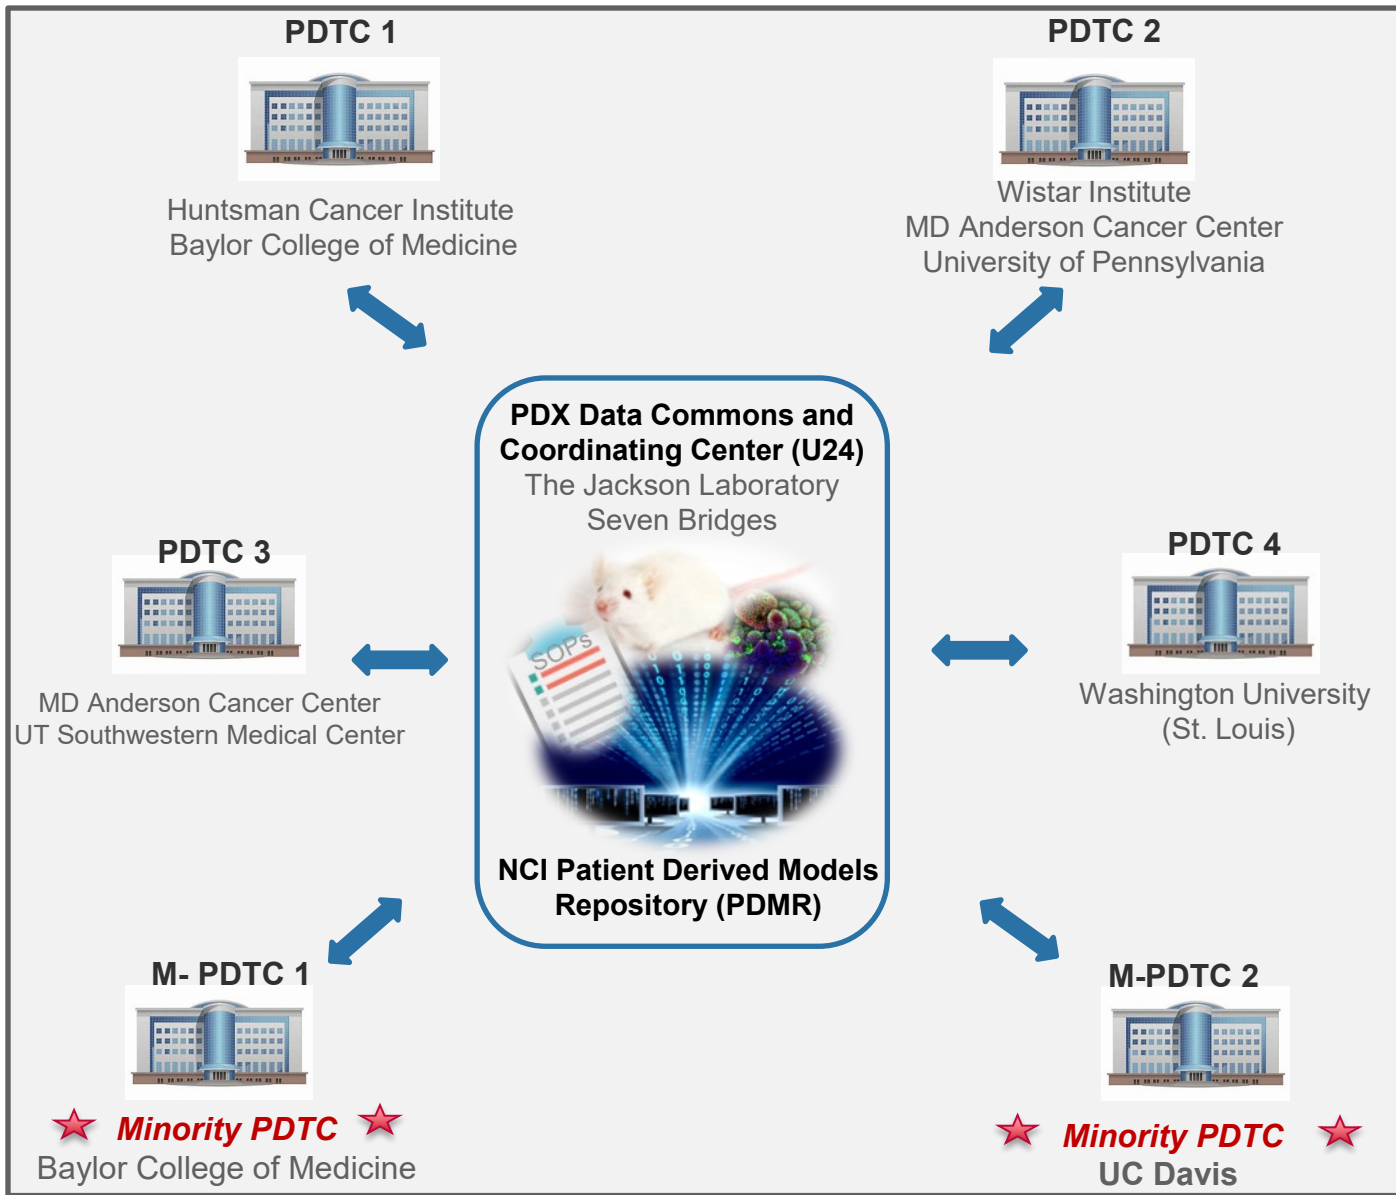 PDTC 1
Huntsman Cancer Institute
Baylor College of Medicine
PDTC 2
Wistar Institute
MD Anderson Cancer Center
University of Pennsylvania
PDX Data Commons and
Coordinating Center (U24)
The Jackson Laboratory
Seven Bridges
SOPs
NCI Patient Derived Models
Repository (PDMR)
PDTC 3
MD Anderson Cancer Center
UT Southwestern Medical Center
PDTC 4
Washington University
(St. Louis)
M- PDTC 1
Minority PDTC
Baylor College of Medicine
M-PDTC 2
Minority PDTC
UC Davis